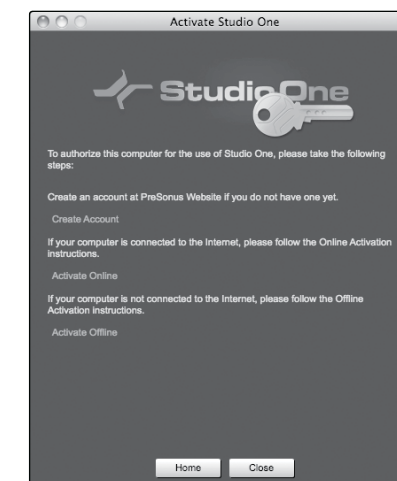 Activate Studio One
Studio One
To authorize this computer for the use of Studio One, please take the following
steps:
Create an account at PreSonus Website if you do not have one yet.
Create Account
If your computer is connected to the Internet, please follow the Online Activation
instructions.
Activate Online
If your computer is not connected to the Internet, please follow the Offline
Activation instructions.
Activate Offline
Home Close